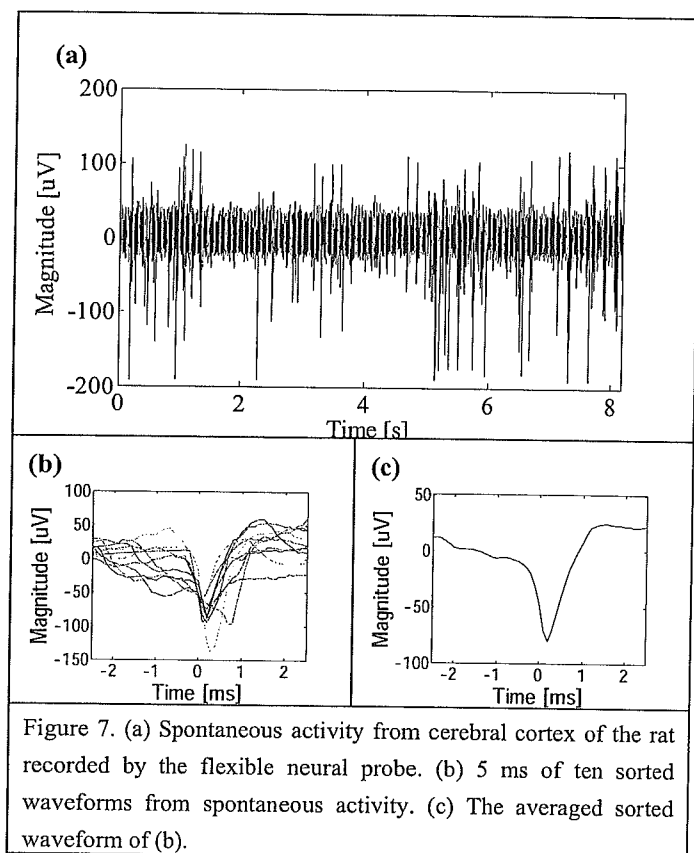 (a)
200
100
0
-100
-200
Magnitude [uV]
0 2 4 6 8
Time [s]
(b)
100
50
0
-50
-100
-150
Magnitude [uV]
-2 -1 0 1 2
Time [ms]
(c)
50
0
-50
-100
Magnitude [uV]
-2 -1 0 1 2
Time [ms]
Figure 7. (a) Spontaneous activity from cerebral cortex of the rat
recorded by the flexible neural probe. (b) 5 ms of ten sorted
waveforms from spontaneous activity. (c) The averaged sorted
waveform of (b).